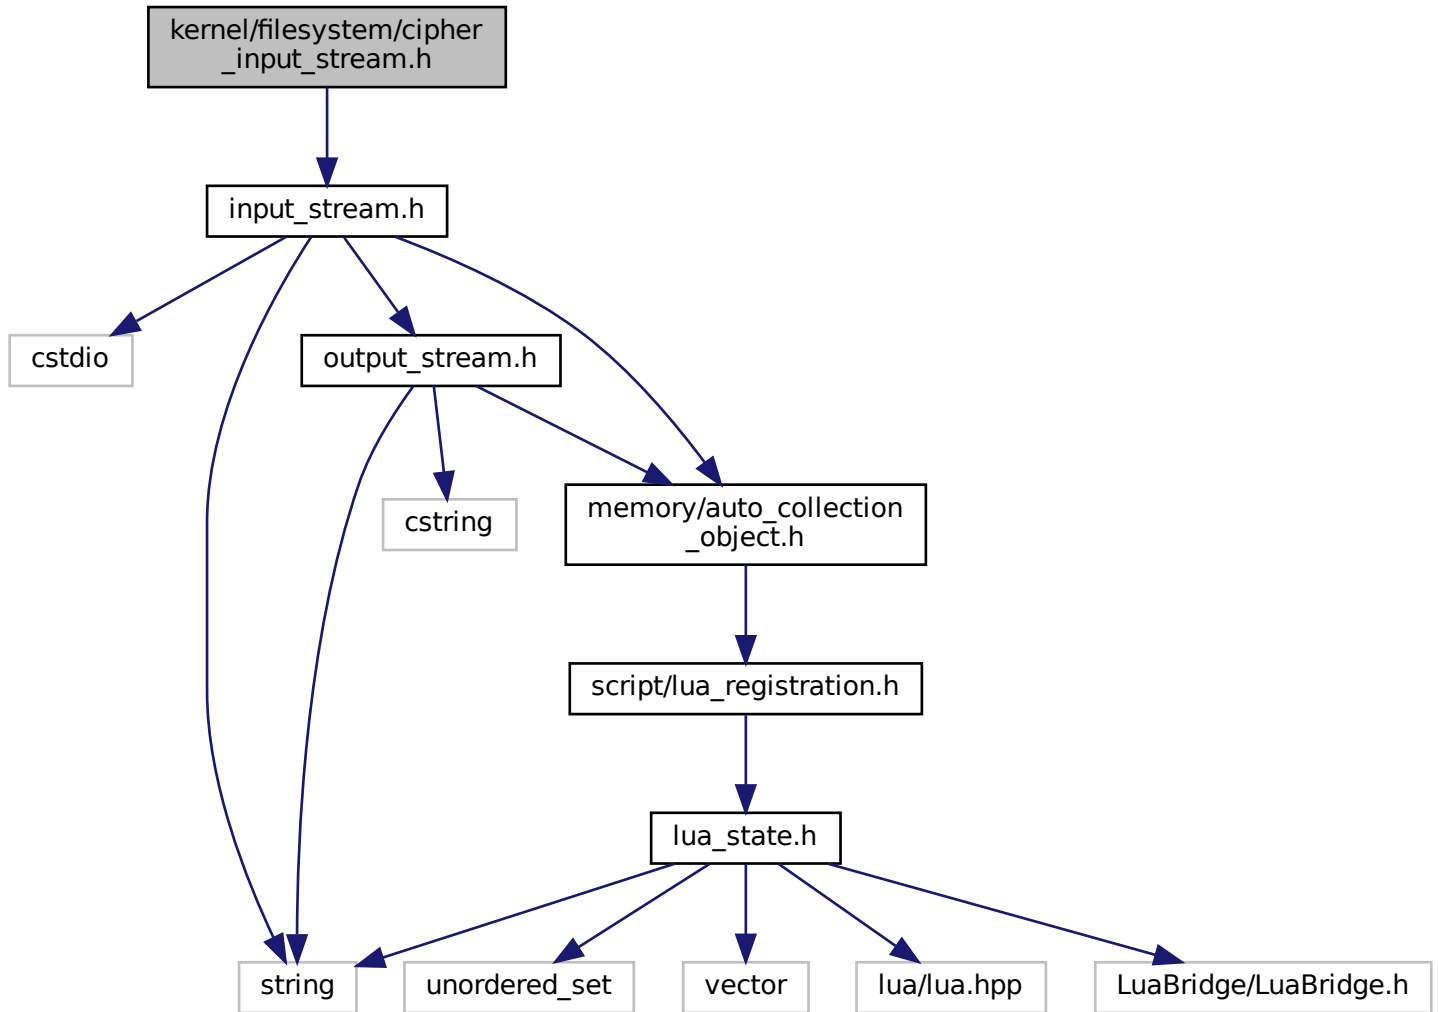 kernel/filesystem/cipher
_input_stream.h
input_stream.h
cstdio
output_stream.h
cstring
memory/auto_collection
_object.h
script/lua_registration.h
lua_state.h
string
unordered_set
vector
lua/lua.hpp
LuaBridge/LuaBridge.h